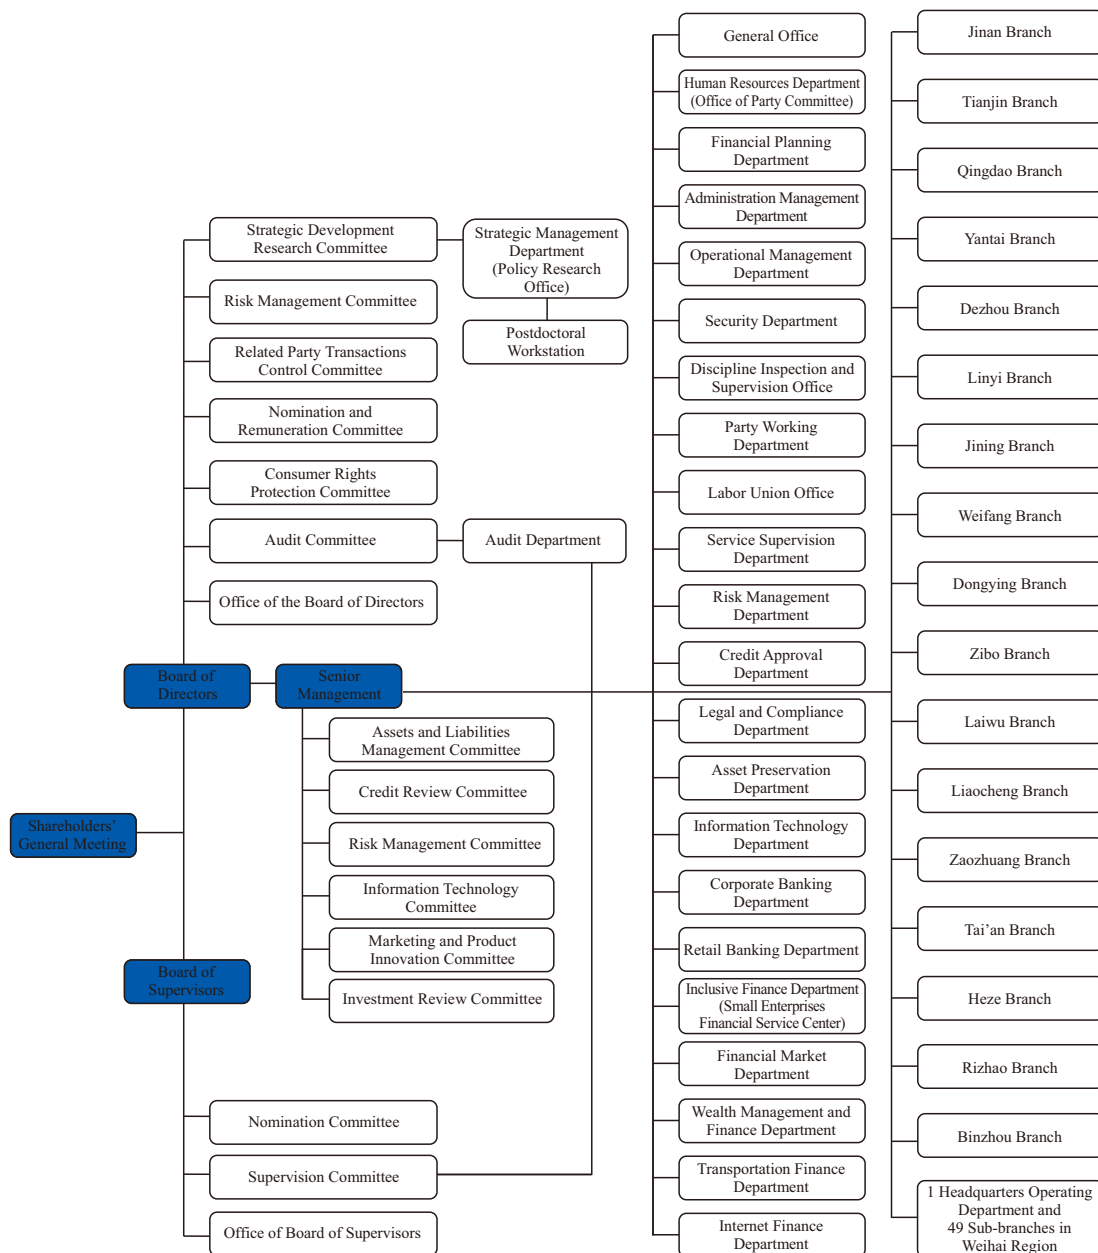 Shareholders’
General Meeting
Board of
Directors
Board of
Supervisors
Strategic Development
Research Committee
Risk Management Committee
Related Party Transactions
Control Committee
Nomination and
Remuneration Committee
Consumer Rights
Protection Committee
Audit Committee
Office of the Board of Directors
Strategic Management
Department
(Policy Research
Office)
Postdoctoral
Workstation
Audit Department
Senior
Management
Assets and Liabilities
Management Committee
Credit Review Committee
Risk Management Committee
Information Technology
Committee
Marketing and Product
Innovation Committee
Investment Review Committee
Nomination Committee
Supervision Committee
Office of Board of Supervisors
General Office
Human Resources Department
(Office of Party Committee)
Financial Planning
Department
Administration Management
Department
Operational Management
Department
Security Department
Discipline Inspection and
Supervision Office
Party Working
Department
Labor Union Office
Service Supervision
Department
Risk Management
Department
Credit Approval
Department
Legal and Compliance
Department
Asset Preservation
Department
Information Technology
Department
Corporate Banking
Department
Retail Banking Department
Inclusive Finance Department
(Small Enterprises
Financial Service Center)
Financial Market
Department
Wealth Management and
Finance Department
Transportation Finance
Department
Internet Finance
Department
Jinan Branch
Tianjin Branch
Qingdao Branch
Yantai Branch
Dezhou Branch
Linyi Branch
Jining Branch
Weifang Branch
Dongying Branch
Zibo Branch
Laiwu Branch
Liaocheng Branch
Zaozhuang Branch
Tai’an Branch
Heze Branch
Rizhao Branch
Binzhou Branch
1 Headquarters Operating
Department and
49 Sub-branches in
Weihai Region